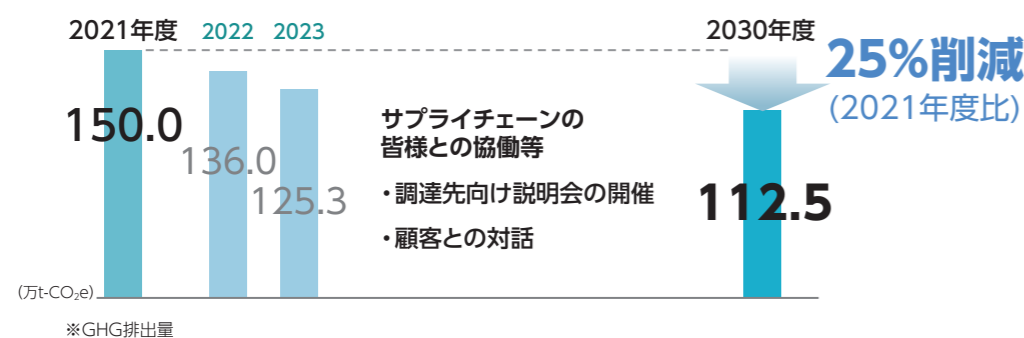 2021年度
2022
2023
2030年度
25%削減
(2021年度比)
150.0
136.0
125.3
サプライチェーンの
皆様との協働等
・調達先向け説明会の開催
・顧客との対話
112.5
(万t-CO₂e)
※GHG排出量